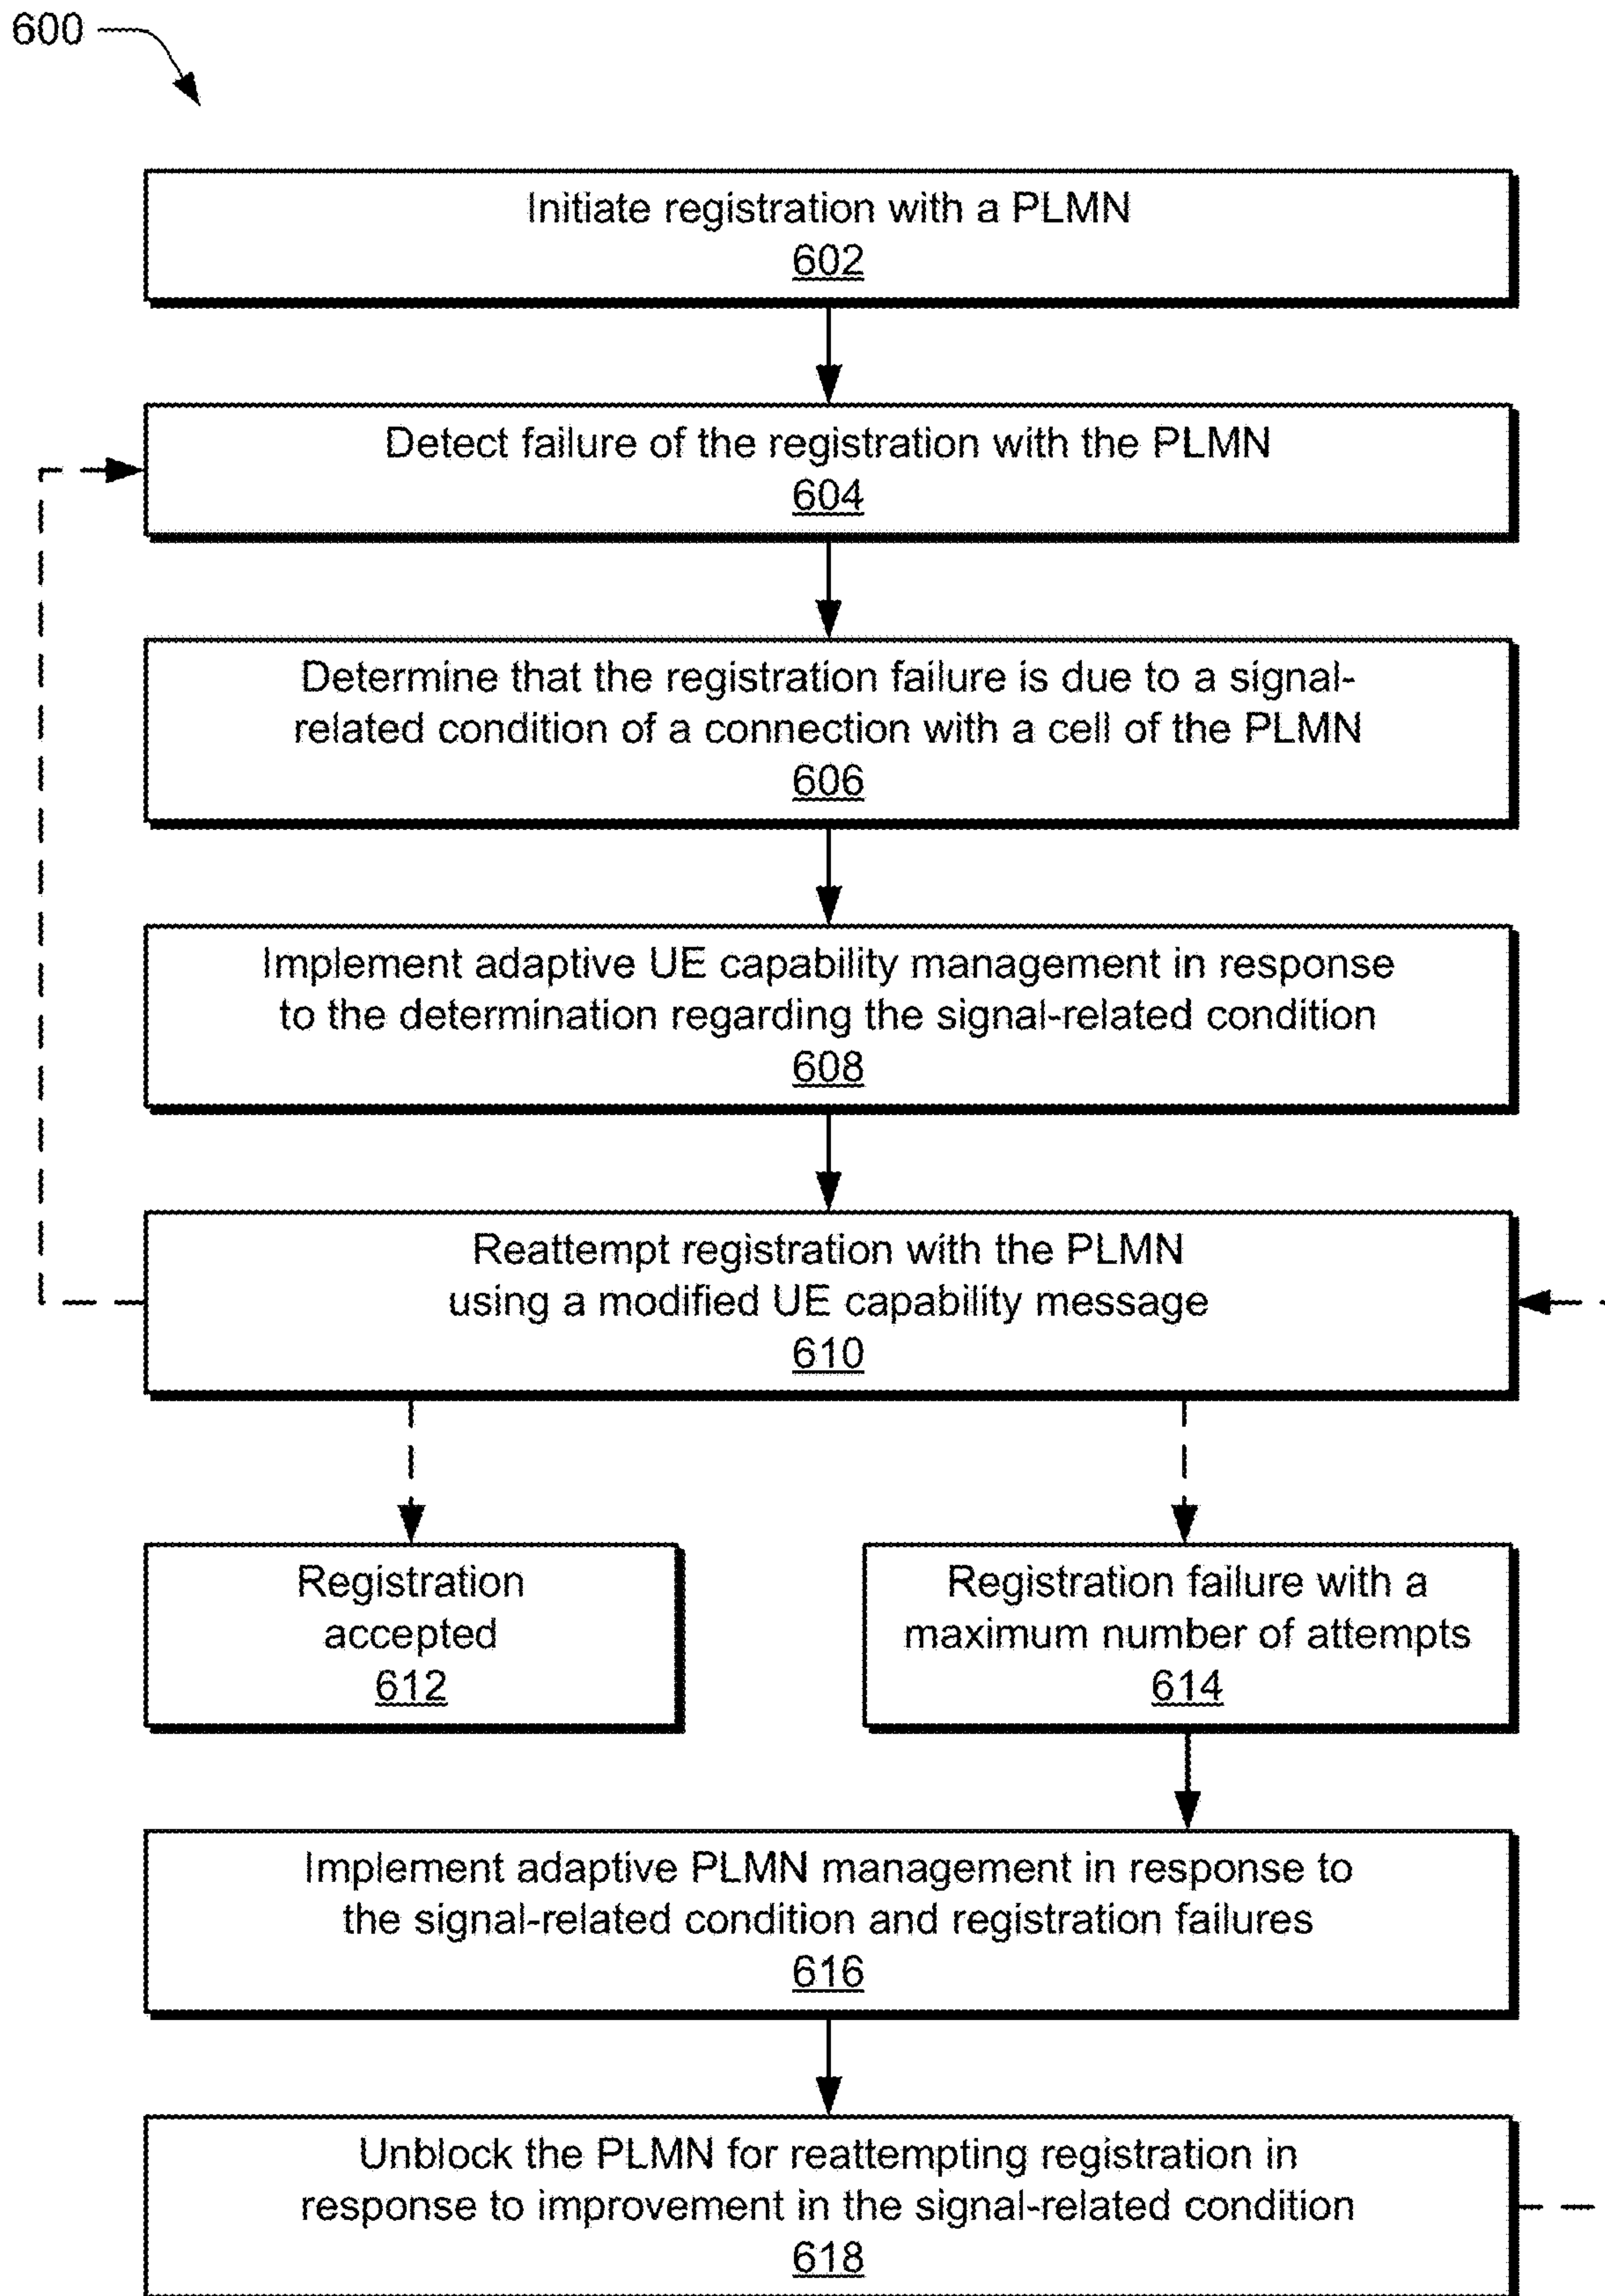 600
Initiate registration with a PLMN
602
Detect failure of the registration with the PLMN
604
Determine that the registration failure is due to a signal-
related condition of a connection with a cell of the PLMN
606
Implement adaptive UE capability management in response
to the determination regarding the signal-related condition
608
Reattempt registration with the PLMN
using a modified UE capability message
610
Registration
accepted
612
Registration failure with a
maximum number of attempts
614
Implement adaptive PLMN management in response to
the signal-related condition and registration failures
616
Unblock the PLMN for reattempting registration in
response to improvement in the signal-related condition
618